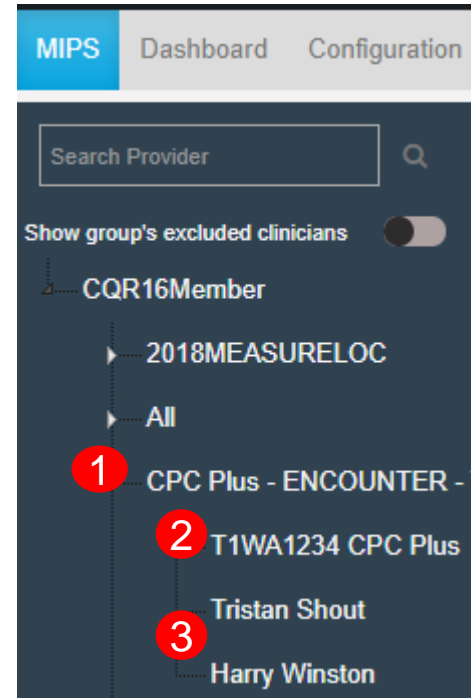 MIPS Dashboard Configuration
Search Provider
Show group's excluded clinicians
CQR16Member
2018MEASURELOC
All
1 CPC Plus - ENCOUNTER -
2 T1WA1234 CPC Plus
Tristan Shout
3
Harry Winston